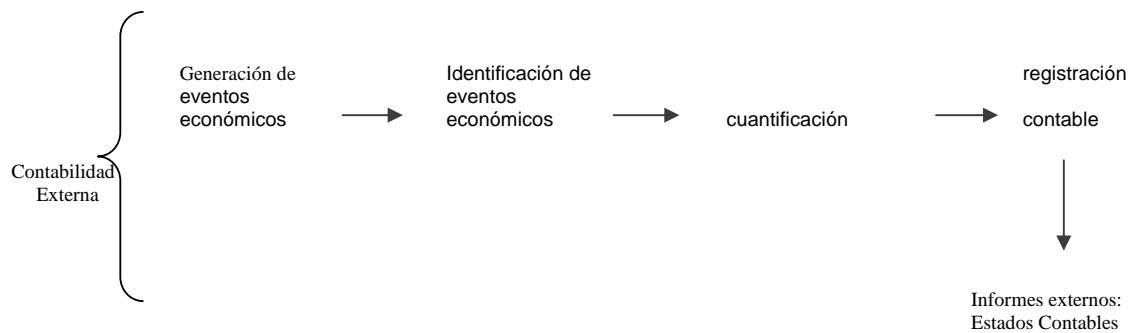 Contabilidad
Externa
Generación de
eventos
económicos
Identificación de
eventos
económicos
cuantificación
registración
contable
Informes externos:
Estados Contables